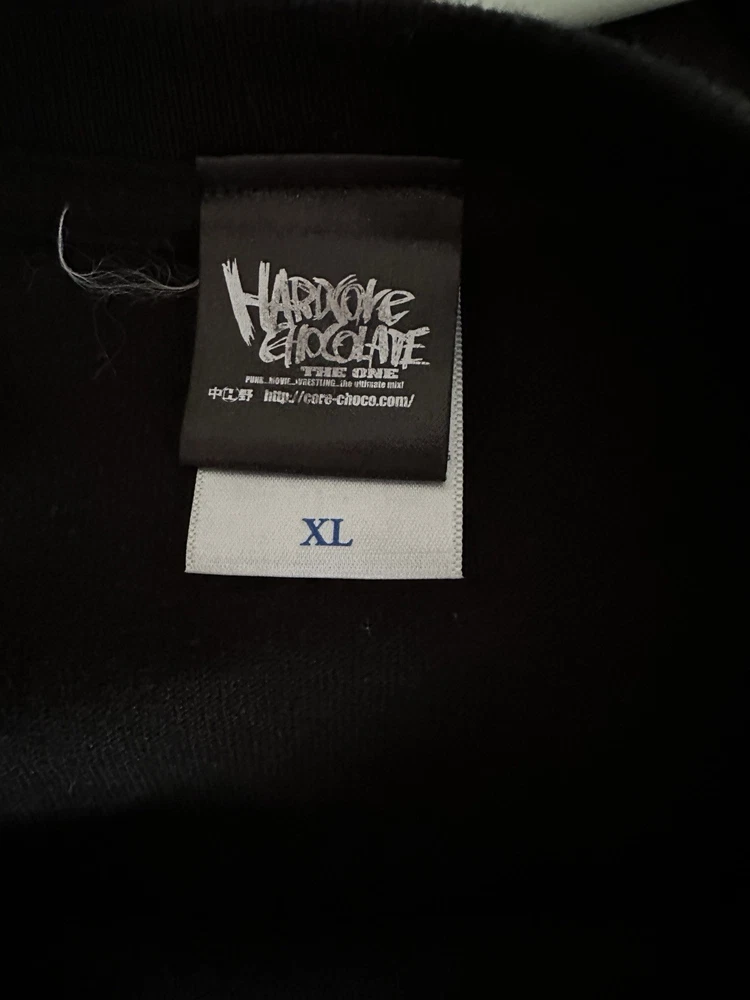 HARDCORE
CHOCOLATE
THE ONE
PUNK...MOVIE...WRESTLING...the ultimate mix!
中野 http://core-choco.com/
XL